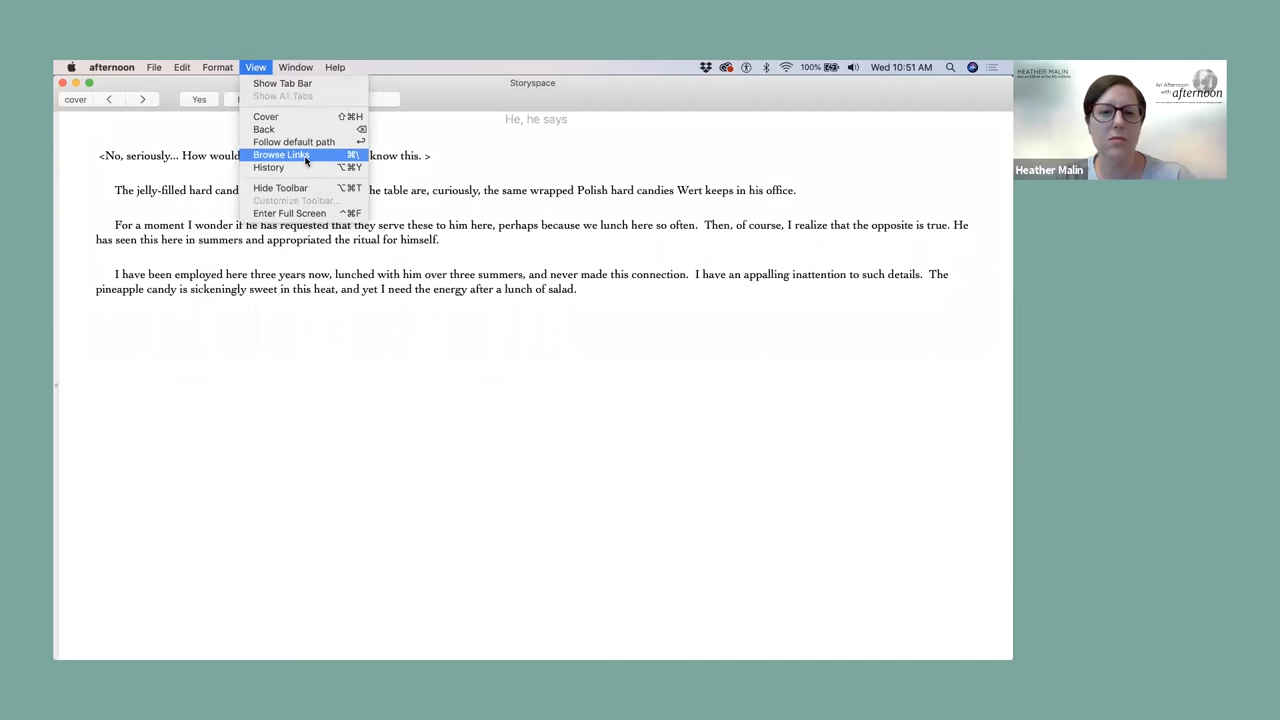 afternoon File Edit Format View Window Help 100% Wed 10:51 AM
Storyspace
cover Yes
Show Tab Bar
Show All Tabs
Cover ⇧⌘H
Back ⌫
Follow default path ↩
Browse Links ⌘\
History ⌥⌘Y
Hide Toolbar ⌥⌘T
Customize Toolbar...
Enter Full Screen ^⌘F
He, he says
<No, seriously... How would know this. >
The jelly-filled hard cand he table are, curiously, the same wrapped Polish hard candies Wert keeps in his office.
For a moment I wonder if he has requested that they serve these to him here, perhaps because we lunch here so often. Then, of course, I realize that the opposite is true. He
has seen this here in summers and appropriated the ritual for himself.
I have been employed here three years now, lunched with him over three summers, and never made this connection. I have an appalling inattention to such details. The
pineapple candy is sickeningly sweet in this heat, and yet I need the energy after a lunch of salad.
HEATHER MALIN
An Afternoon
with afternoon
Heather Malin